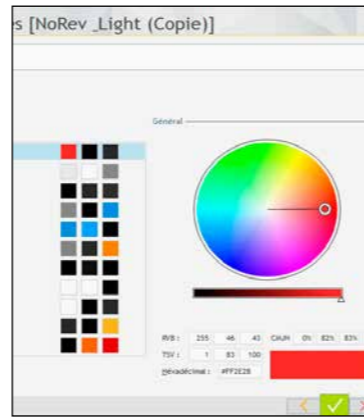 s [NoRev _Light (Copie)]
Général
RVB : 255 46 43 CMJN 0% 82% 83%
TSV : 1 83 100
Hexadécimal : #FF2E2B